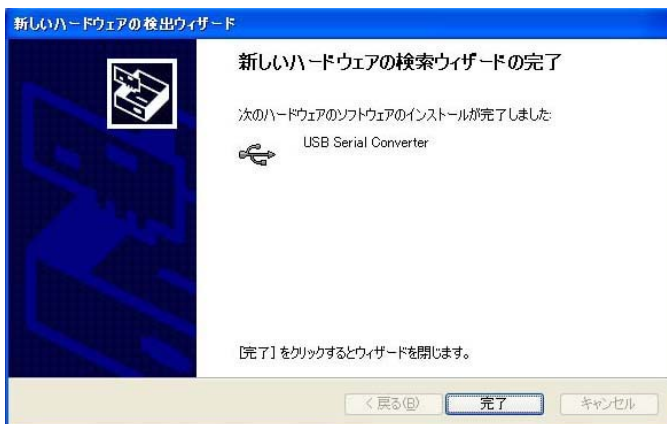 新しいハードウェアの検出ウィザード
新しいハードウェアの検索ウィザードの完了
次のハードウェアのソフトウェアのインストールが完了しました:
USB Serial Converter
[完了] をクリックするとウィザードを閉じます。
< 戻る(B)
完了
キャンセル